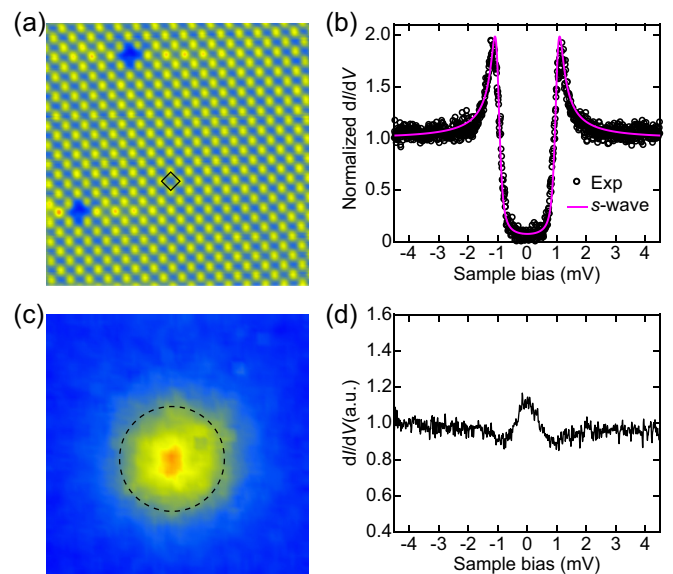 (a)
(b)
Normalized dI/dV
2.0
1.5
1.0
0.5
0
Exp
s-wave
-4 -3 -2 -1 0 1 2 3 4
Sample bias (mV)
(c)
(d)
dI/dV(a.u.)
1.6
1.4
1.2
1.0
0.8
0.6
0.4
-4 -3 -2 -1 0 1 2 3 4
Sample bias (mV)